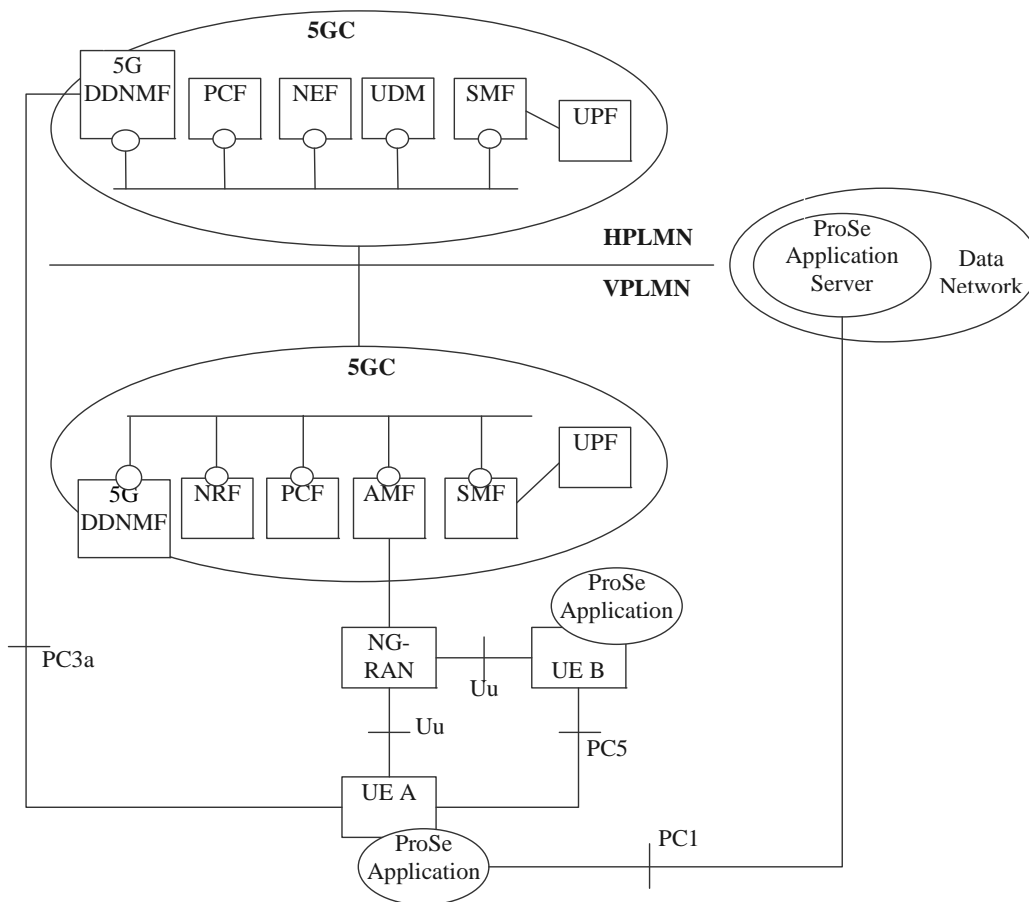 5GC
5G
DDNMF
PCF
NEF
UDM
SMF
UPF
HPLMN
VPLMN
ProSe
Application
Server
Data
Network
5GC
5G
DDNMF
NRF
PCF
AMF
SMF
UPF
ProSe
Application
NG-
RAN
UE B
Uu
Uu
PC3a
PC5
UE A
ProSe
Application
PC1